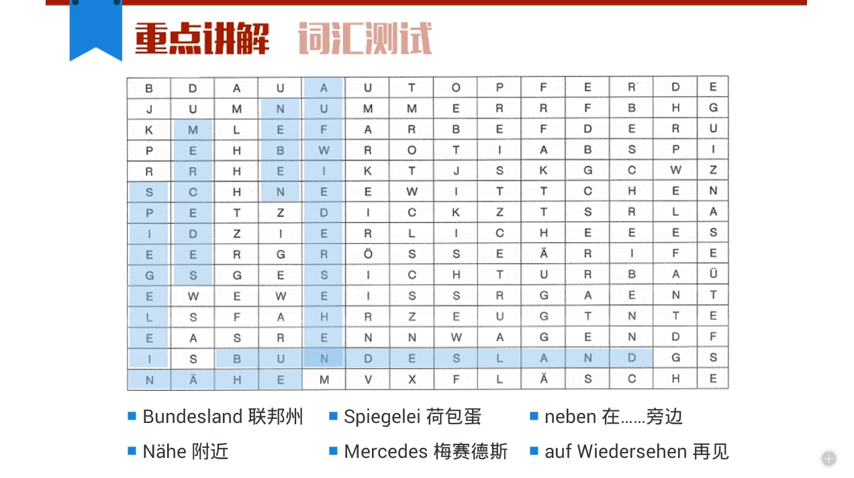 重点讲解 词汇测试
B D A U A U T O P F E R D E
J U M N U M M E R R F B H G
K M L E F A R B E F D E R U
P E H B W R O T I A B S P I
R R H E I K T J S K G C W Z
S C H N E E W I T T C H E N
P E T Z D I C K Z T S R L A
I D Z I E R L I C H E E E S
E E R G R Ö S S E Ä R I F E
G S G E S I C H T U R B A Ü
E W E W E I S S R G A E N T
L S F A H R Z E U G T N T E
E A S R E N N W A G E N D F
I S B U N D E S L A N D G S
N Ä H E M V X F L Ä S C H E
Bundesland 联邦州 Spiegelei 荷包蛋 neben 在……旁边
Nähe 附近 Mercedes 梅赛德斯 auf Wiedersehen 再见